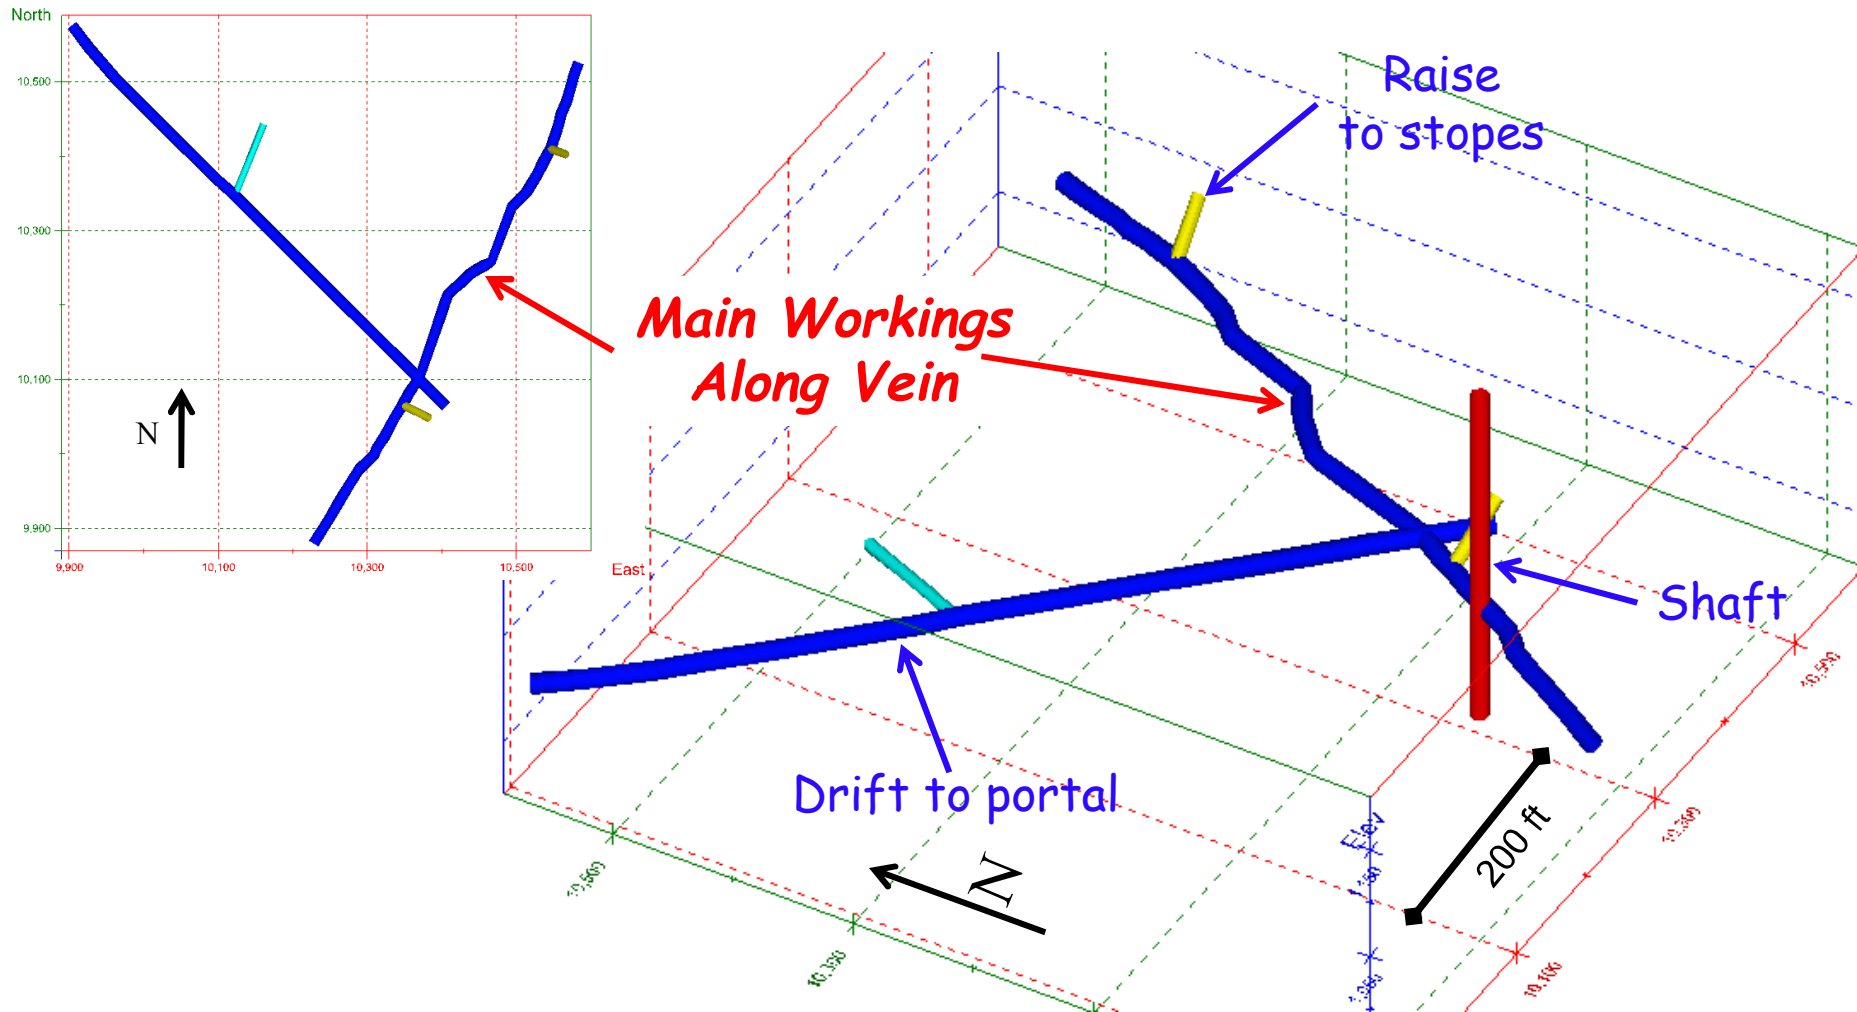 North
10,500
10,300
10,100
9,900
N
9,900
10,100
10,300
10,500
East
Raise
to stopes
Main Workings
Along Vein
Shaft
Drift to portal
N
200 ft
Elev
10,500
10,300
10,300
10,100